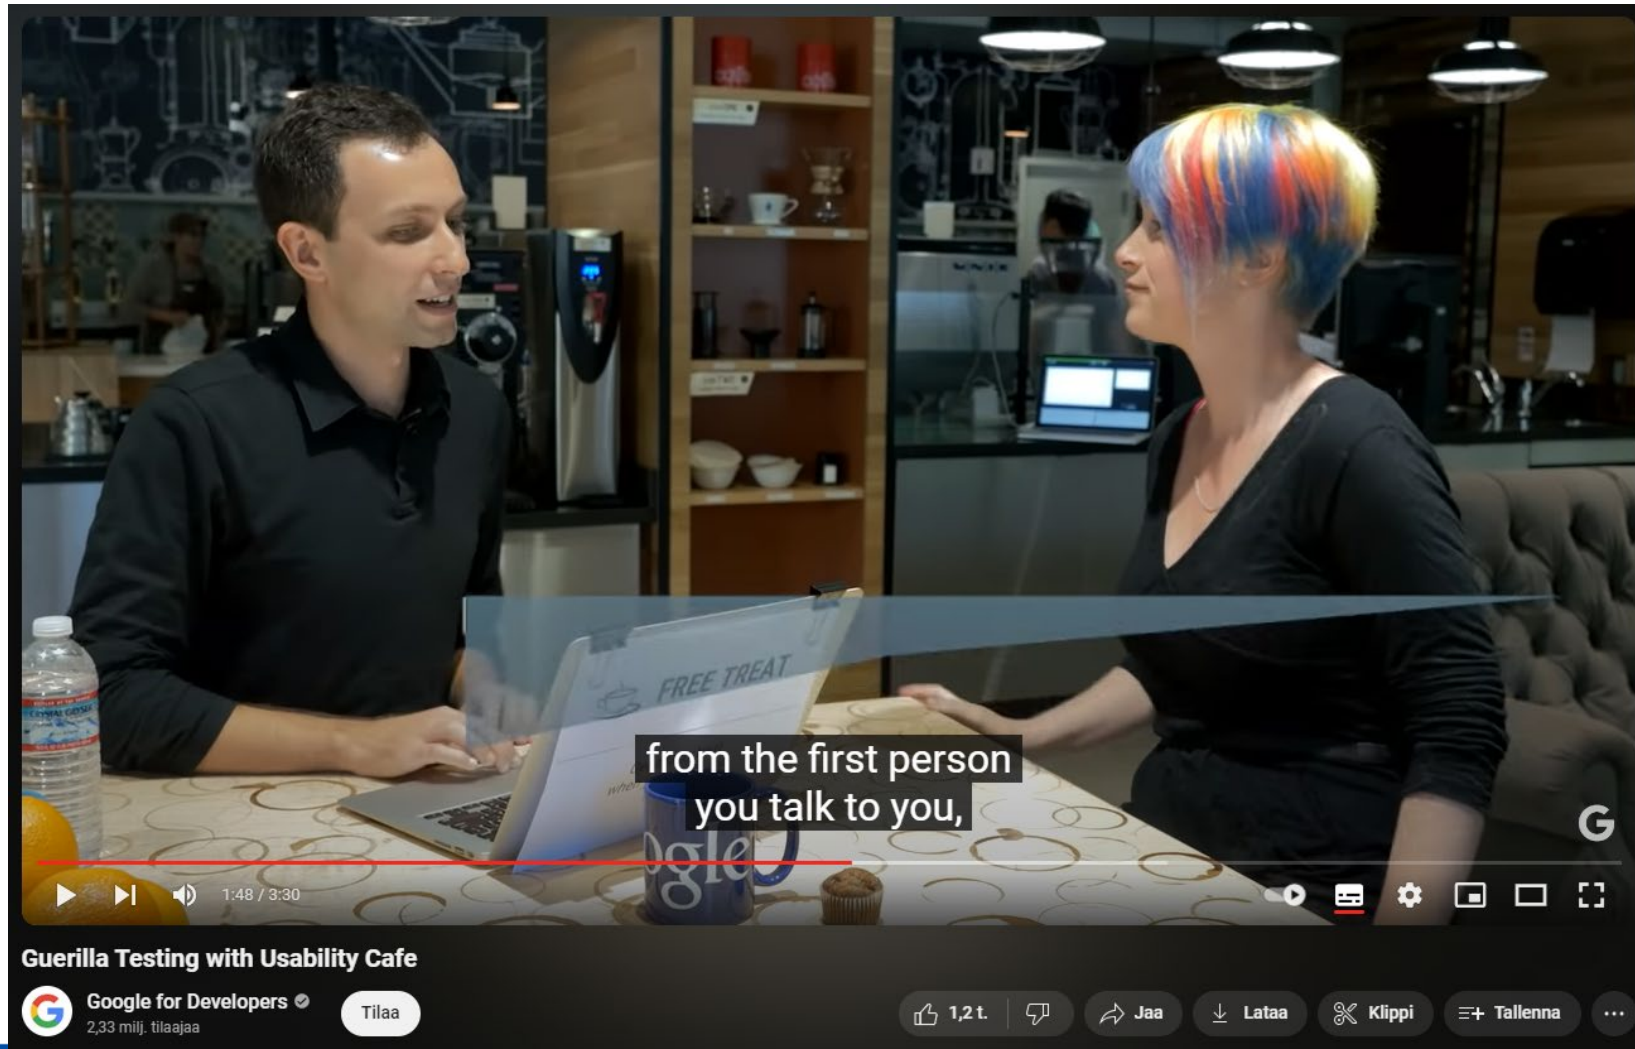 FREE TREAT
from the first person
you talk to you,
ogle
1:48 / 3:30
Guerilla Testing with Usability Cafe
Google for Developers
2,33 milj. tilaajaa
Tilaa
1,2 t.
Jaa
Lataa
Klippi
Tallenna